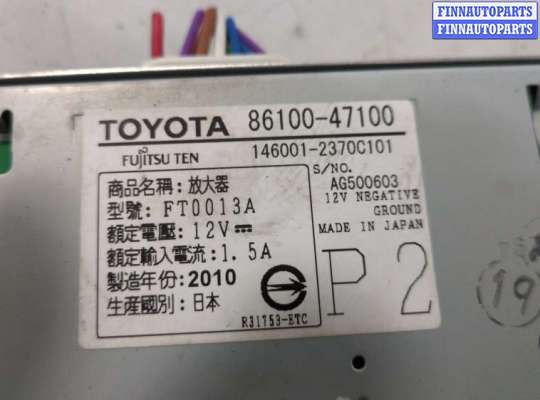 FINNAUTOPARTS
FINNAUTOPARTS
TOYOTA 86100-47100
FUJITSU TEN 146001-2370C101
S/NO.
AG500603
12V NEGATIVE
GROUND
MADE IN JAPAN
P2
商品名稱：放大器
型號：FT0013A
額定電壓：12V
額定輸入電流：1.5A
製造年份：2010
生產國別：日本
R31753-ETC
19